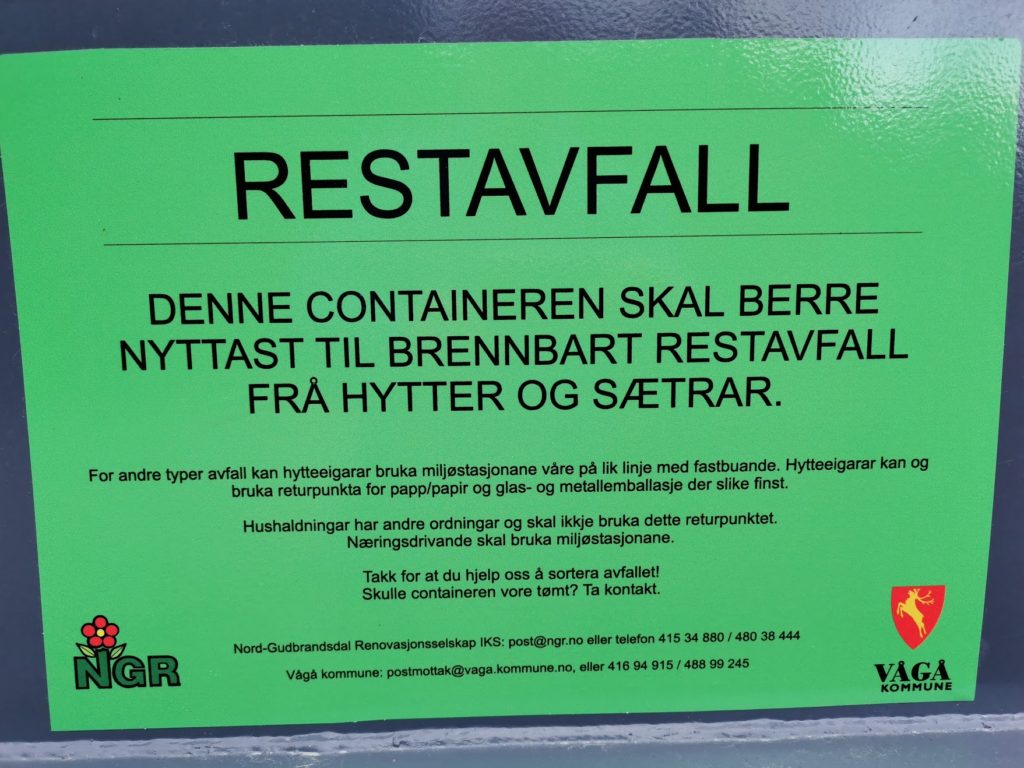 RESTAVFALL
DENNE CONTAINEREN SKAL BERRE
NYTTAST TIL BRENNBART RESTAVFALL
FRÅ HYTTER OG SÆTRAR.
For andre typer avfall kan hytteeigarar bruka miljøstasjonane våre på lik linje med fastbuande. Hytteeigarar kan og
bruka returpunkta for papp/papir og glas- og metallemballasje der slike finst.
Hushaldningar har andre ordningar og skal ikkje bruka dette returpunktet.
Næringsdrivande skal bruka miljøstasjonane.
Takk for at du hjelp oss å sortera avfallet!
Skulle containeren vore tømt? Ta kontakt.
Nord-Gudbrandsdal Renovasjonsselskap IKS: post@ngr.no eller telefon 415 34 880 / 480 38 444
Vågå kommune: postmottak@vaga.kommune.no, eller 416 94 915 / 488 99 245
NGR
VÅGÅ
KOMMUNE